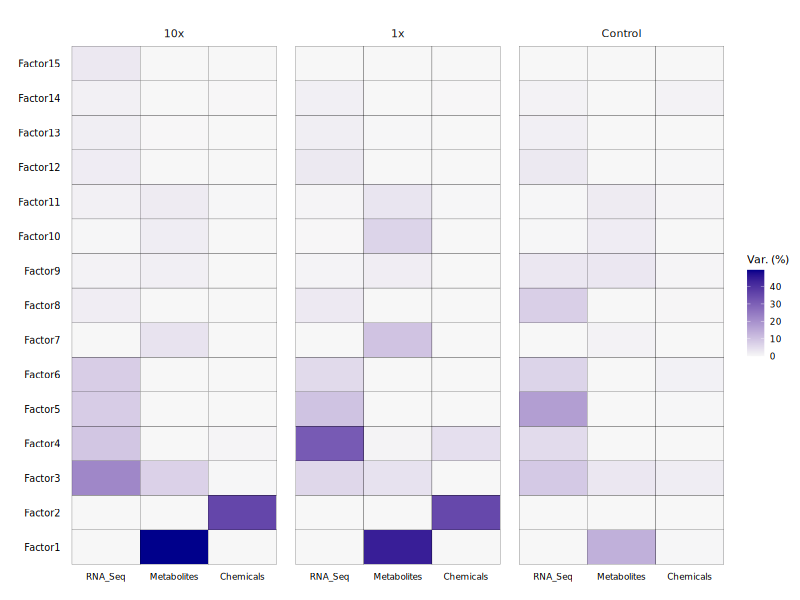 10x 1x Control
Factor15
Factor14
Factor13
Factor12
Factor11
Factor10
Factor9
Factor8
Factor7
Factor6
Factor5
Factor4
Factor3
Factor2
Factor1
RNA_Seq Metabolites Chemicals RNA_Seq Metabolites Chemicals RNA_Seq Metabolites Chemicals
Var. (%)
40
30
20
10
0